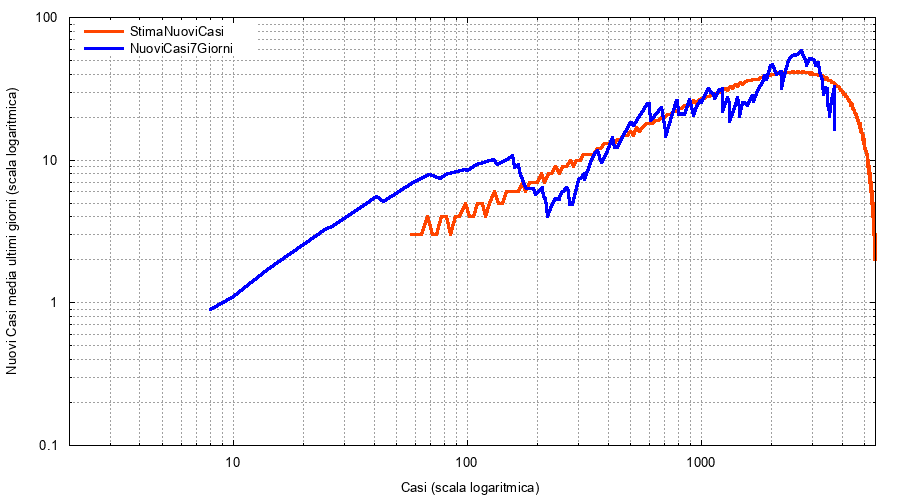 StimaNuoviCasi
NuoviCasi7Giorni
Nuovi Casi media ultimi giorni (scala logaritmica)
100
10
1
0.1
10
100
1000
Casi (scala logaritmica)